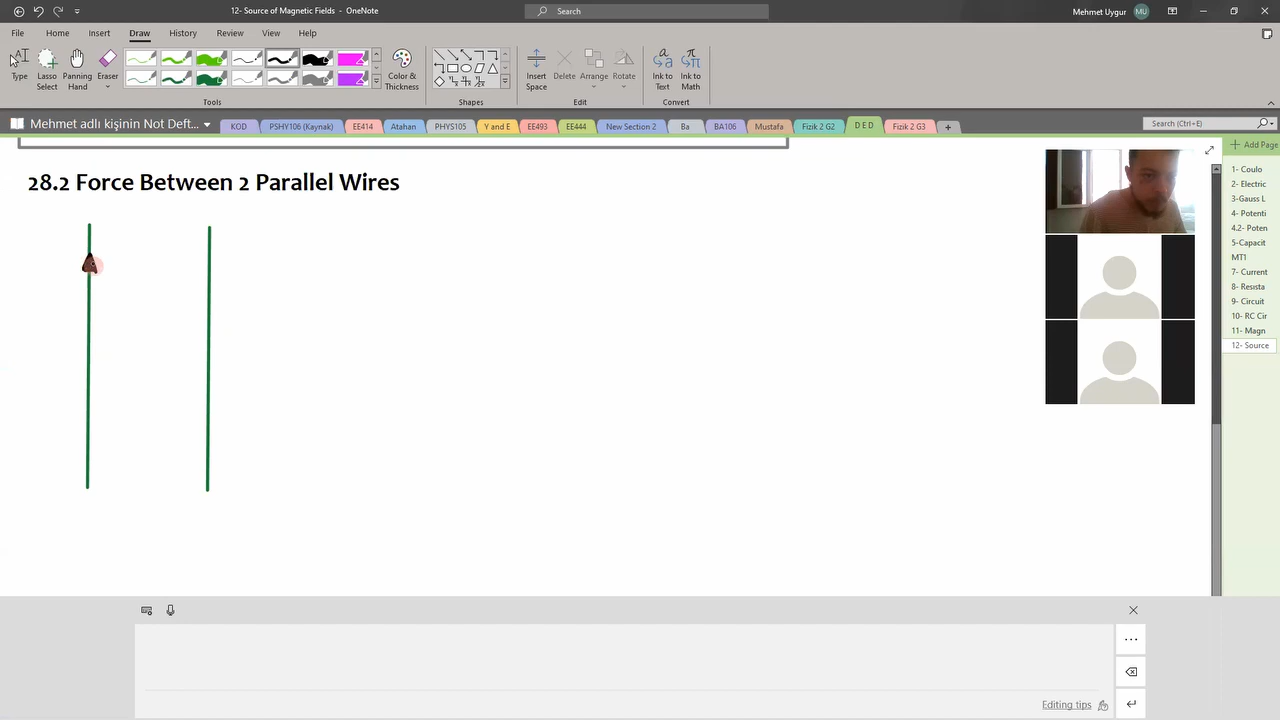 12- Source of Magnetic Fields - OneNote
Search
Mehmet Uygur
MU
File Home Insert Draw View History Review View Help
Type
Lasso Select
Panning Hand
Eraser
Color & Thickness
Insert Space
Delete
Arrange
Rotate
Ink to Text
Ink to Math
Tools
Shapes
Edit
Convert
Mehmet adlı kişinin Not Deft...
KOD PSHY106 (Kaynak) EE414 Atahan PHYS105 Y and E EE493 EE444 New Section 2 Ba BA106 Mustafa Fizik 2 G2 D E D Fizik 2 G3
Search (Ctrl+E)
Add Page
28.2 Force Between 2 Parallel Wires
1- Coulo
2- Electric
3-Gauss L
4- Potenti
4.2- Poten
5-Capacit
MT1
7- Current
8- Resista
9- Circuit
10- RC Cir
11- Magn
12- Source
Editing tips